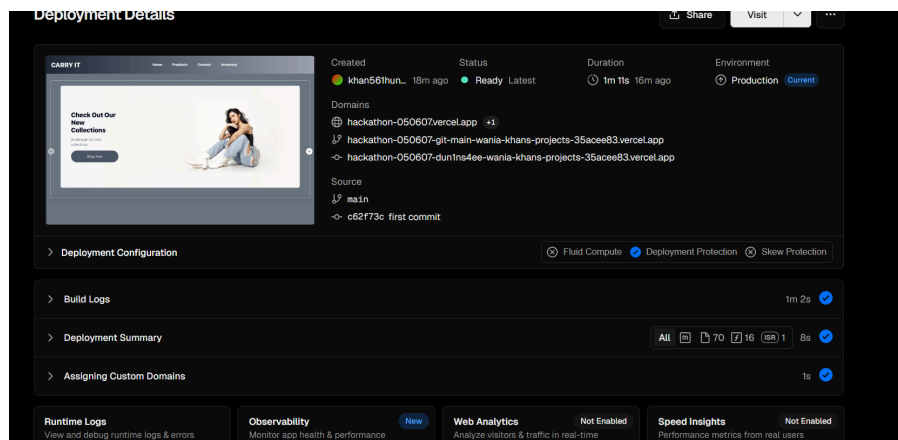 Deployment Details
Share
Visit
CARRY IT
Home Products Contact Inventory
Check Out Our
New
Collections
Shop Now
Created
khan561hun... 18m ago
Status
Ready Latest
Duration
1m 11s 16m ago
Environment
Production Current
Domains
hackathon-050607.vercel.app +1
hackathon-050607-git-main-wania-khans-projects-35acee83.vercel.app
hackathon-050607-dun1ns4ee-wania-khans-projects-35acee83.vercel.app
Source
main
c62f73c first commit
Deployment Configuration
Fluid Compute Deployment Protection Skew Protection
Build Logs 1m 2s
Deployment Summary All 70 16 ISR 1 8s
Assigning Custom Domains 1s
Runtime Logs
View and debug runtime logs & errors
Observability New
Monitor app health & performance
Web Analytics Not Enabled
Analyze visitors & traffic in real-time
Speed Insights Not Enabled
Performance metrics from real users